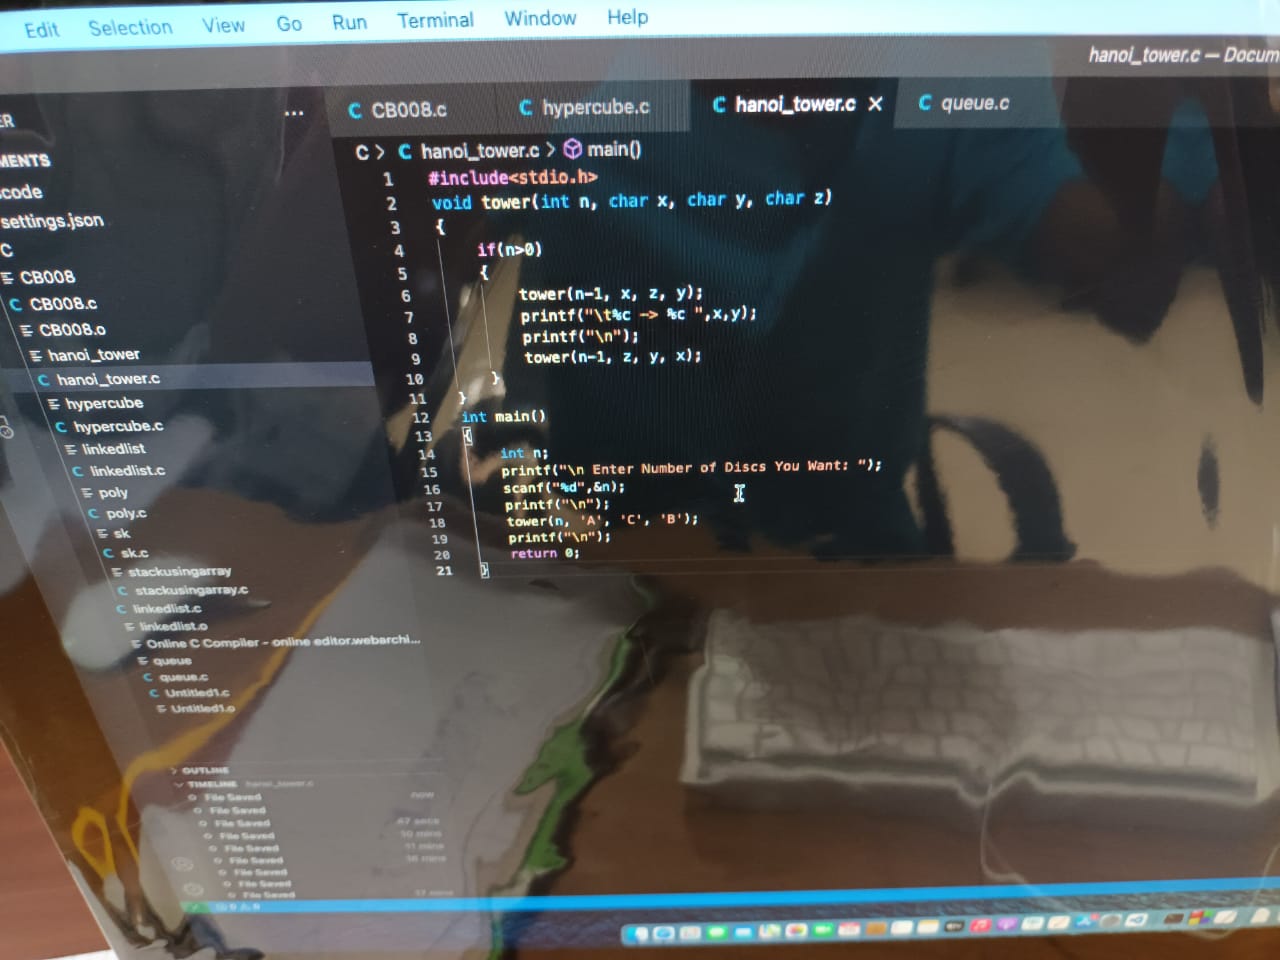 Edit Selection View Go Run Terminal Window Help
hanoi_tower.c — Docum
ER
...
CB008.c
hypercube.c
hanoi_tower.c
queue.c
C > C hanoi_tower.c > main()
MENTS
code
settings.json
C
CB008
CB008.c
CB008.o
hanoi_tower
hanoi_tower.c
hypercube
hypercube.c
linkedlist
linkedlist.c
poly
poly.c
sk
sk.c
stackusingarray
stackusingarray.c
linkedlist.c
linkedlist.o
Online C Compiler - online editor.webarchi...
queue
queue.c
Untitled1.c
Untitled1.o
1 #include<stdio.h>
2 void tower(int n, char x, char y, char z)
3 {
4 if(n>0)
5 {
6 tower(n-1, x, z, y);
7 printf("\t%c -> %c ",x,y);
8 printf("\n");
9 tower(n-1, z, y, x);
10 }
11 }
12 int main()
13 {
14 int n;
15 printf("\n Enter Number of Discs You Want: ");
16 scanf("%d",&n);
17 printf("\n");
18 tower(n, 'A', 'C', 'B');
19 printf("\n");
20 return 0;
21 }
OUTLINE
TIMELINE hanoi_tower.c
File Saved now
File Saved
File Saved 47 secs
File Saved 10 mins
File Saved 11 mins
File Saved 16 mins
File Saved
File Saved
File Saved 17 mins